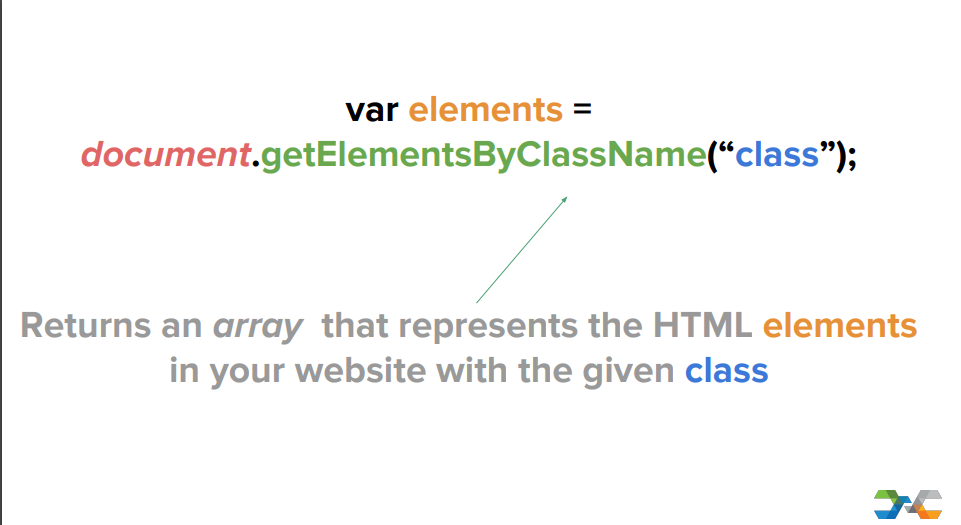 var elements =
document.getElementsByClassName(“class”);
Returns an array that represents the HTML elements
in your website with the given class